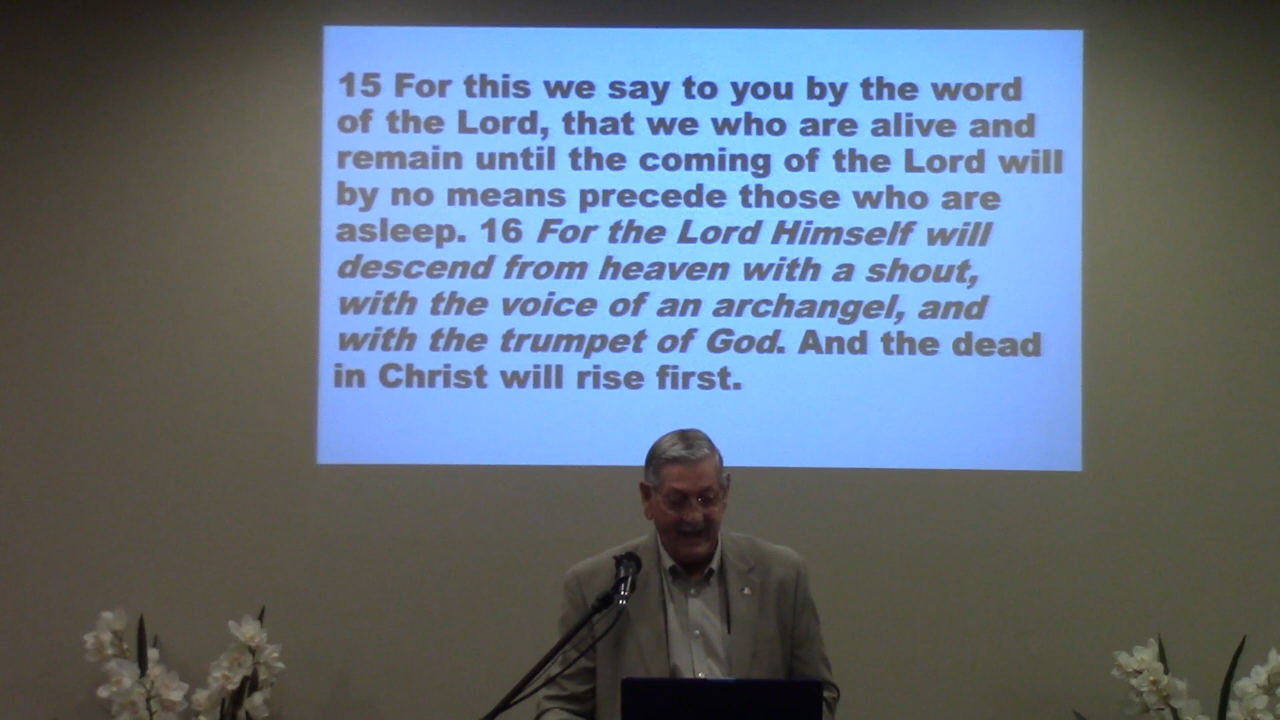 15 For this we say to you by the word
of the Lord, that we who are alive and
remain until the coming of the Lord will
by no means precede those who are
asleep. 16 For the Lord Himself will
descend from heaven with a shout,
with the voice of an archangel, and
with the trumpet of God. And the dead
in Christ will rise first.